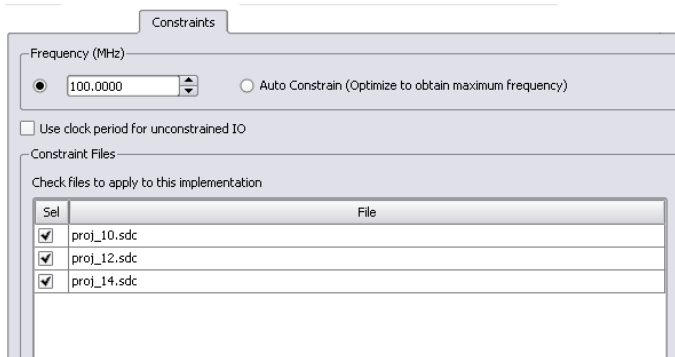 Constraints
Frequency (MHz)
100.0000 Auto Constrain (Optimize to obtain maximum frequency)
Use clock period for unconstrained IO
Constraint Files
Check files to apply to this implementation
Sel File
proj_10.sdc
proj_12.sdc
proj_14.sdc